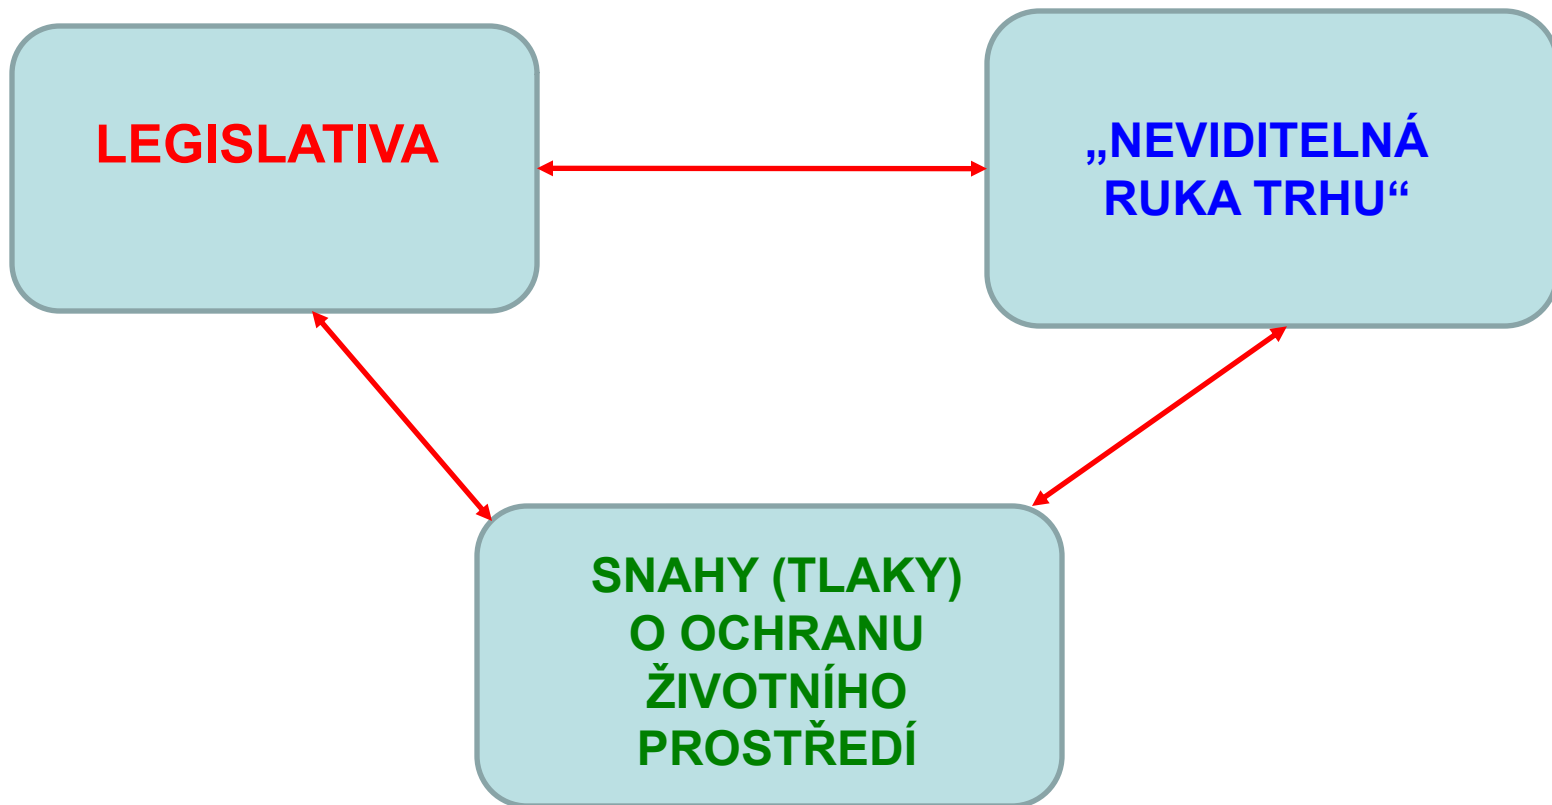 LEGISLATIVA
„NEVIDITELNÁ
RUKA TRHU“
SNAHY (TLAKY)
O OCHRANU
ŽIVOTNÍHO
PROSTŘEDÍ